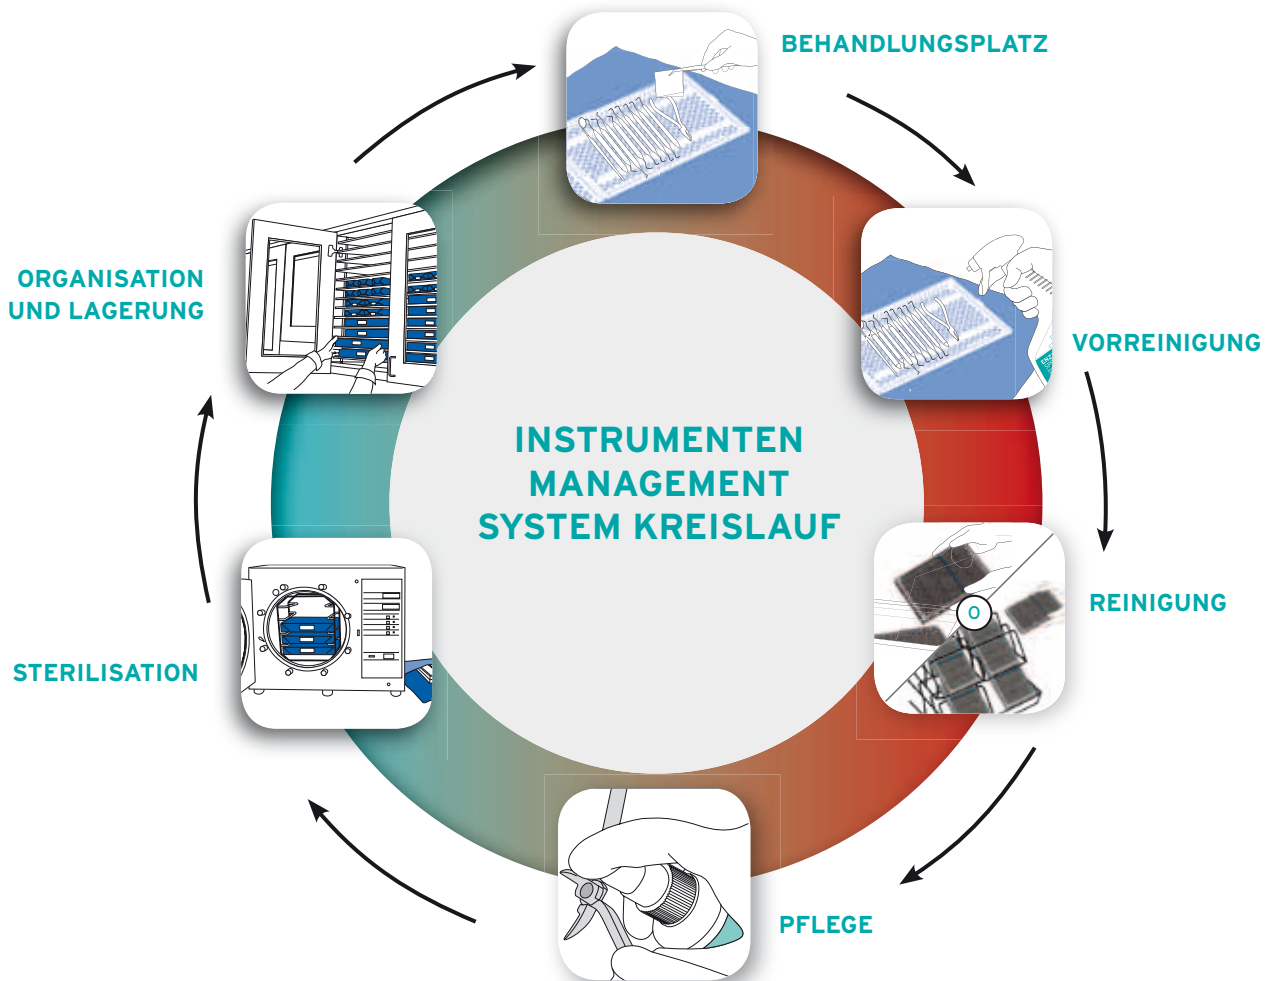 BEHANDLUNGSPLATZ
ORGANISATION
UND LAGERUNG
VORREINIGUNG
INSTRUMENTEN
MANAGEMENT
SYSTEM KREISLAUF
O
REINIGUNG
STERILISATION
PFLEGE